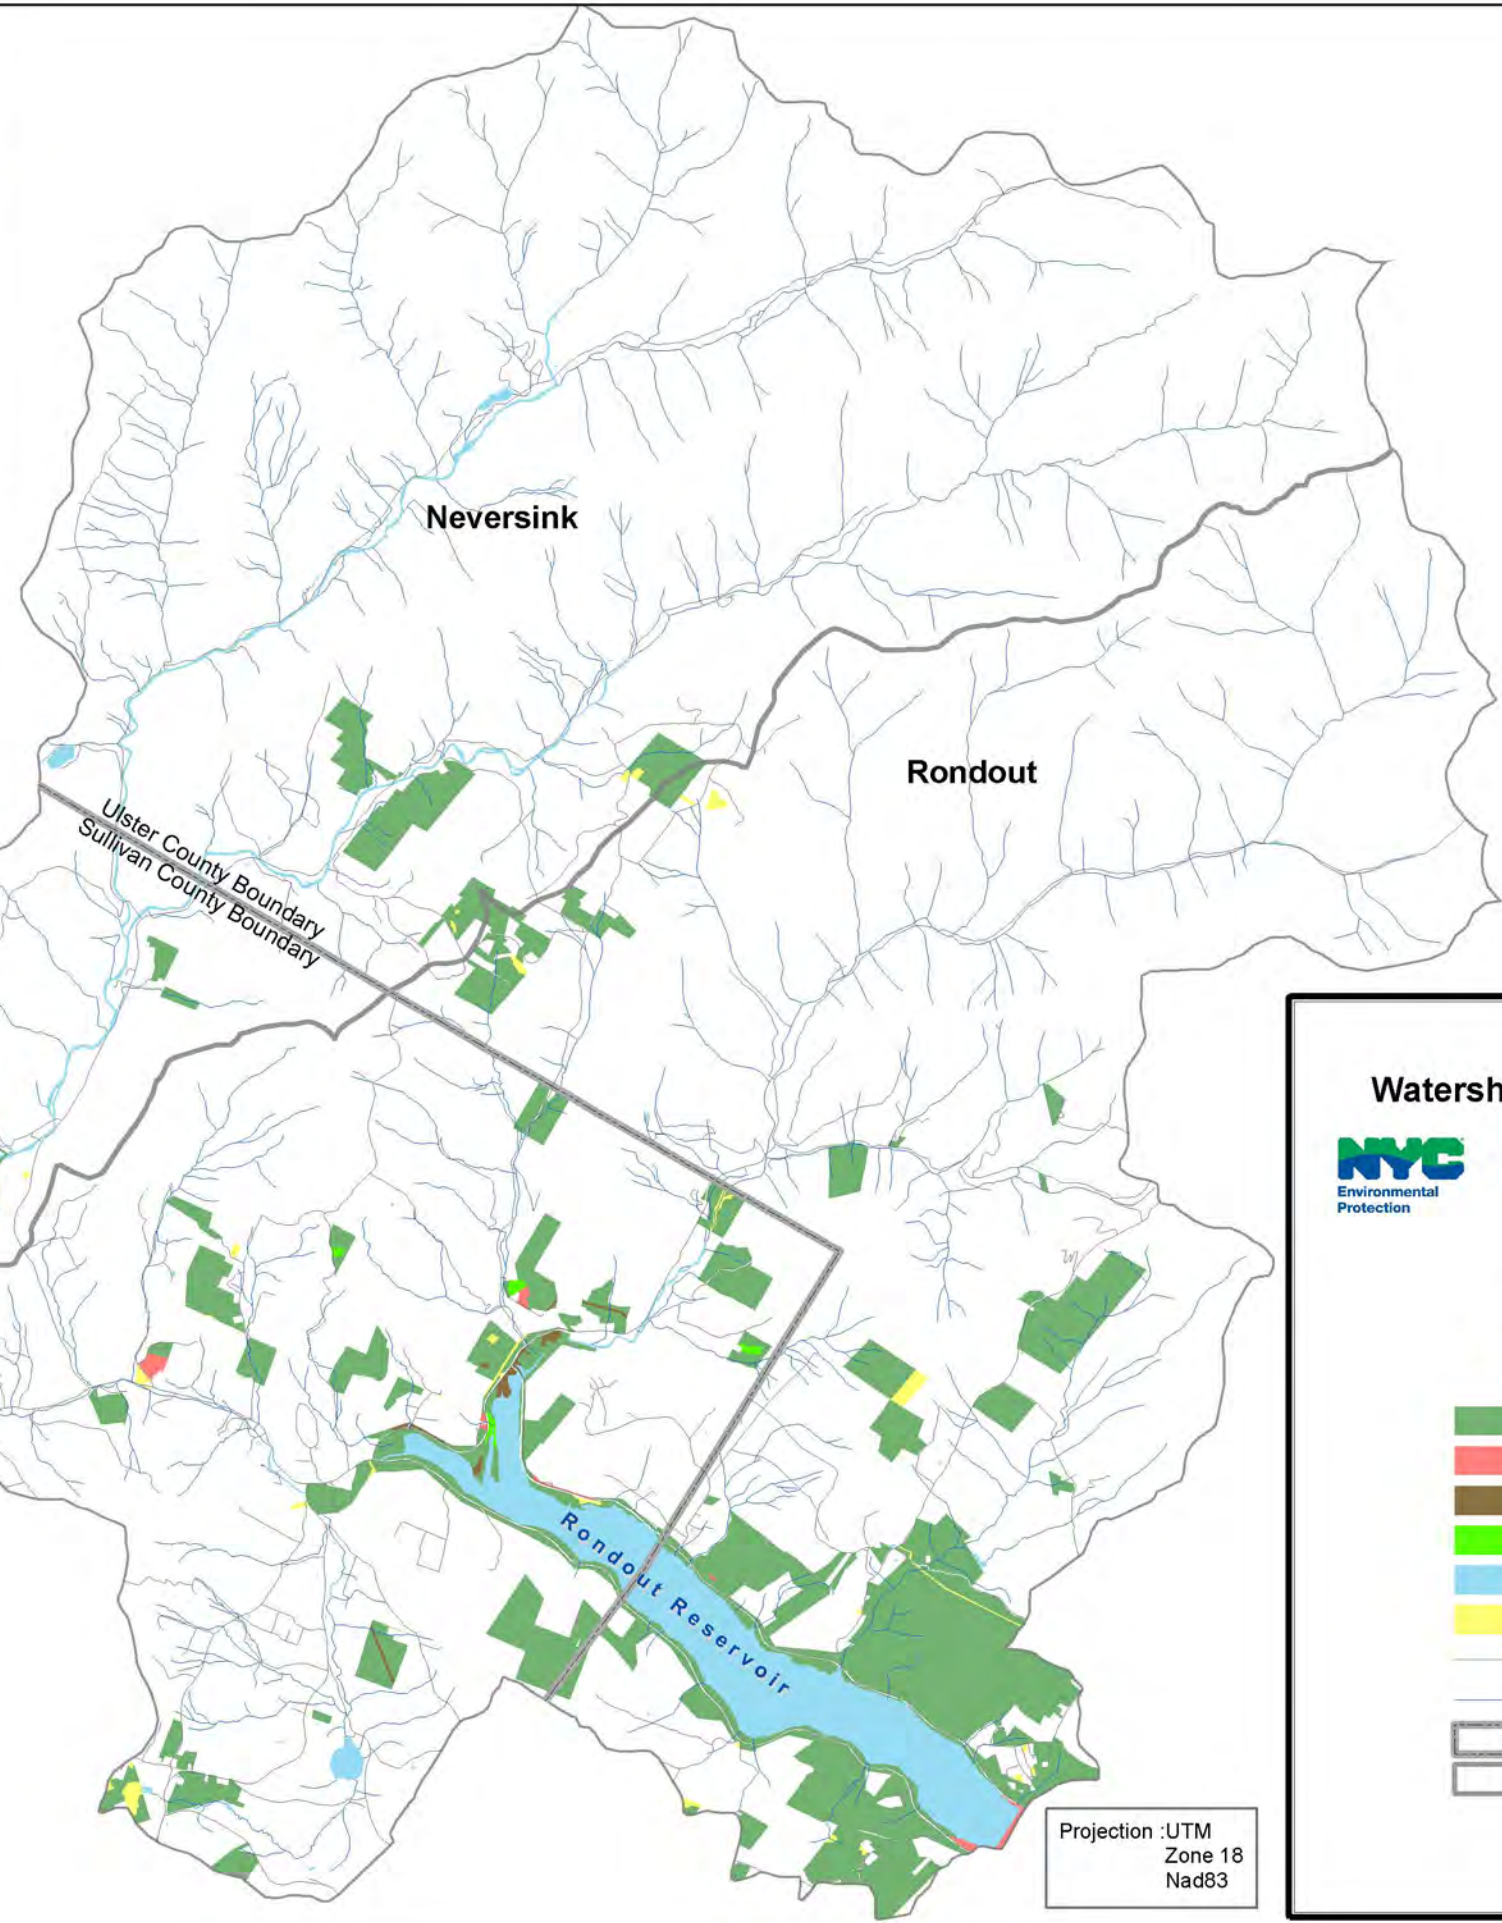 Neversink
Rondout
Ulster County Boundary
Sullivan County Boundary
Watersh
NYC
Environmental
Protection
Rondout Reservoir
Projection :UTM
Zone 18
Nad83